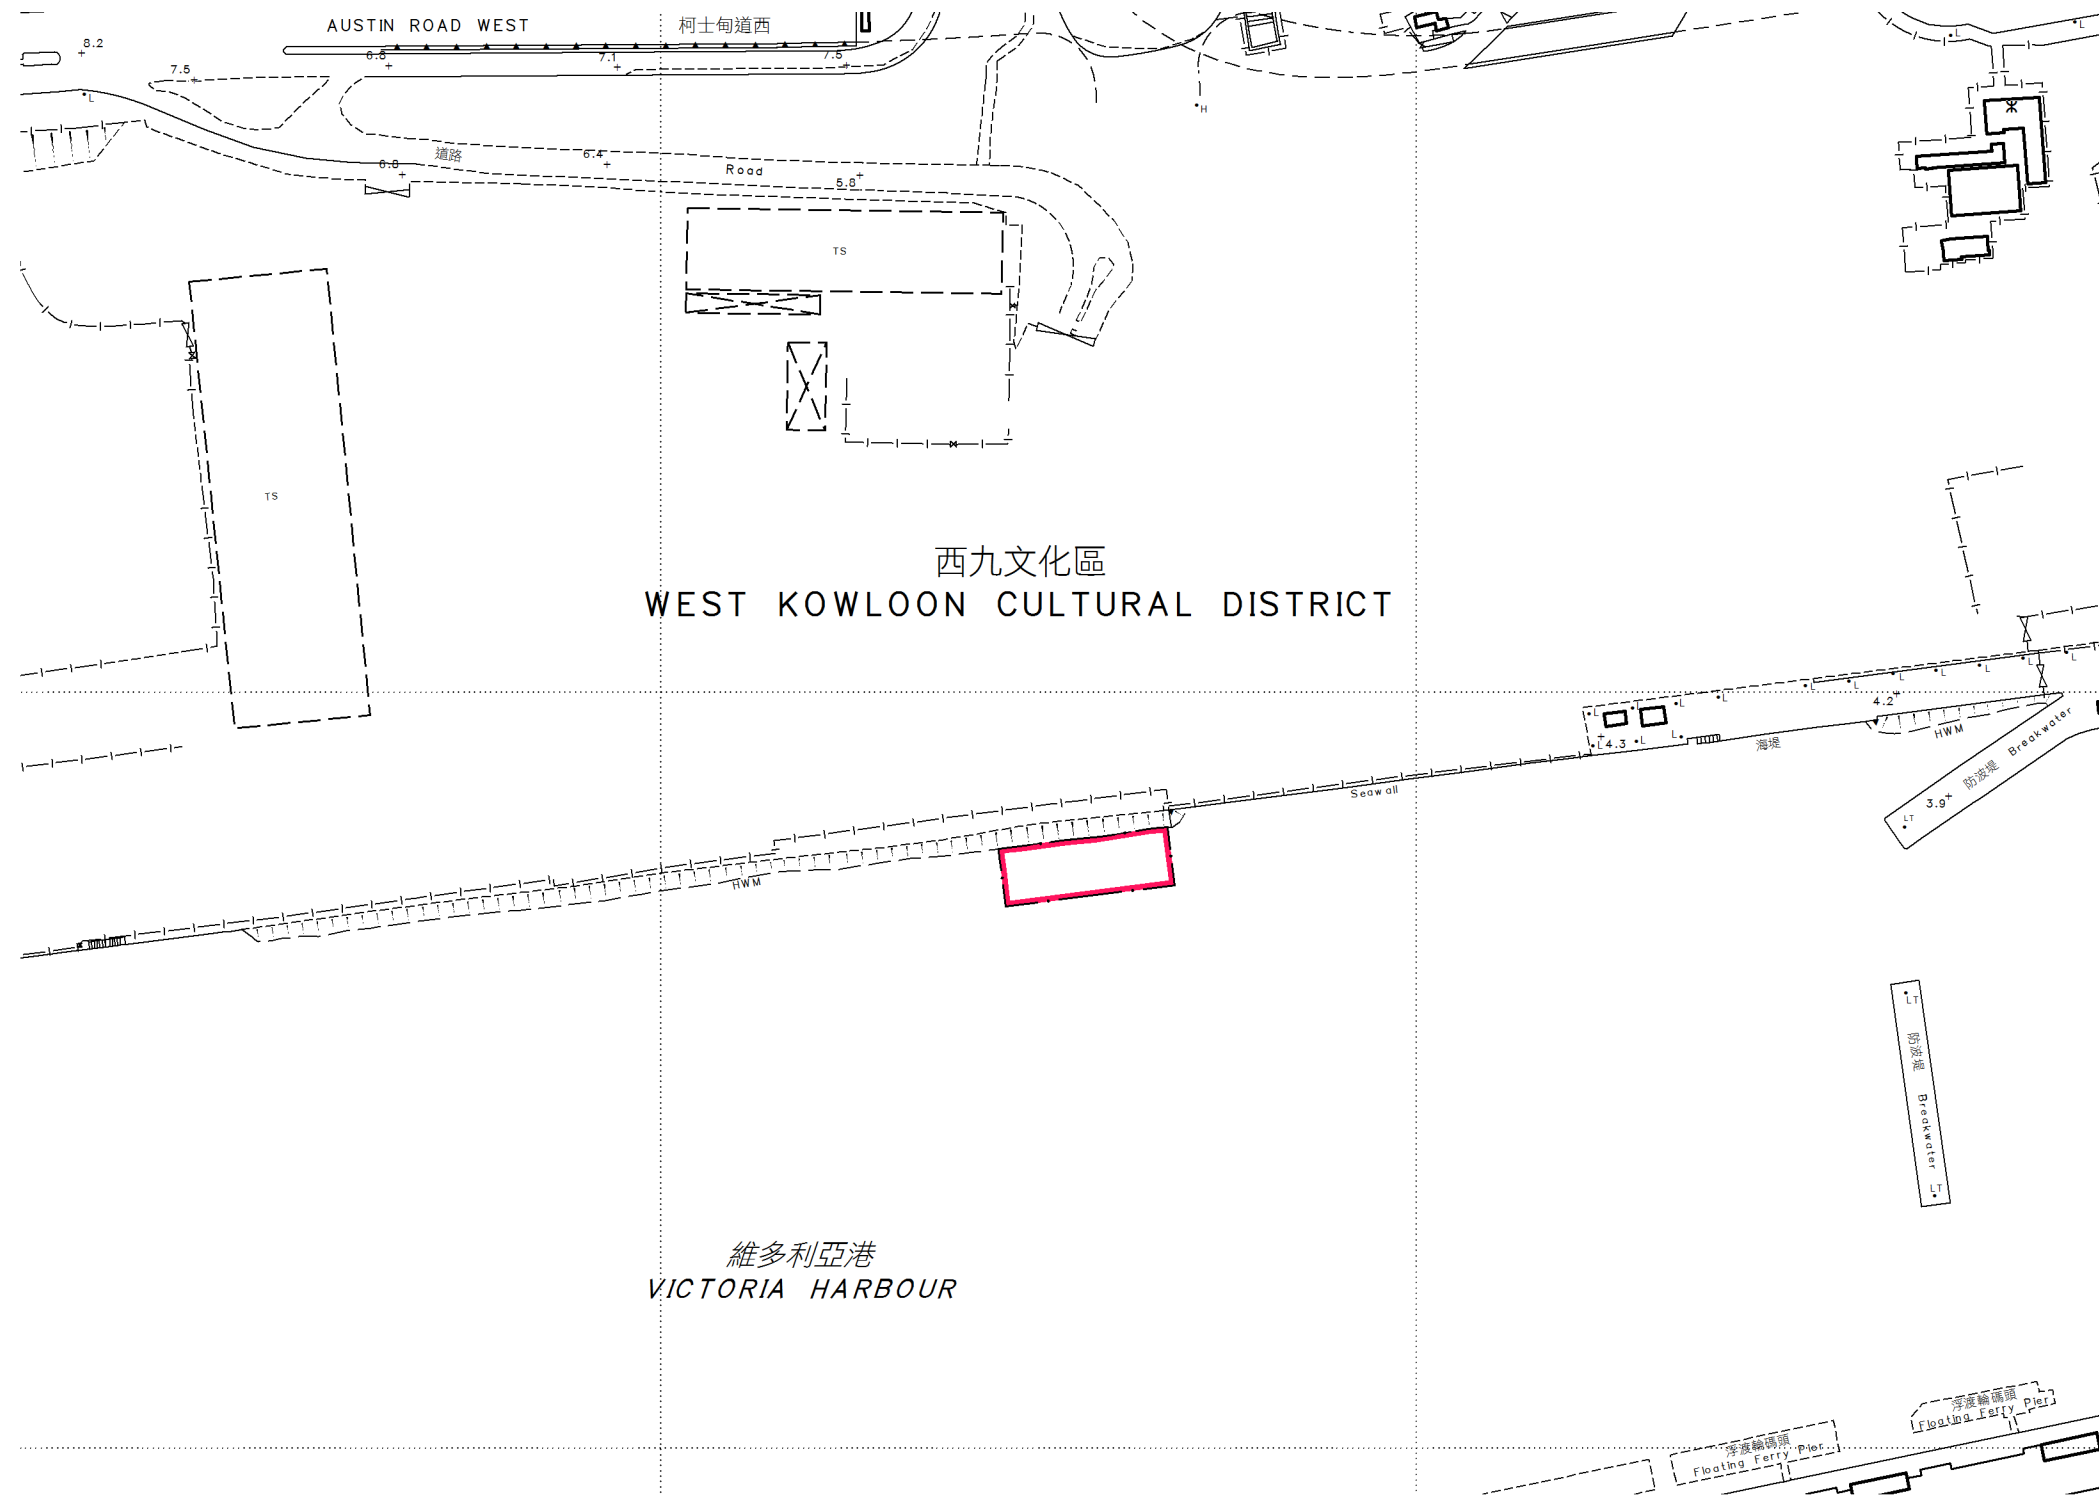 AUSTIN ROAD WEST 柯士甸道西
8.2
7.5
6.8
7.1
7.5
L
H
L
L
道路
6.8
6.4
Road
5.8
TS
TS
西九文化區
WEST KOWLOON CULTURAL DISTRICT
L
L
L
L
L
L
L
L
L
L
L
4.2
L
4.3
L
L
海堤
HWM
防波堤 Breakwater
3.9
LT
Seawall
HWM
LT
防波堤 Breakwater
LT
維多利亞港
VICTORIA HARBOUR
浮渡輪碼頭
Floating Ferry Pier
浮渡輪碼頭
Floating Ferry Pier